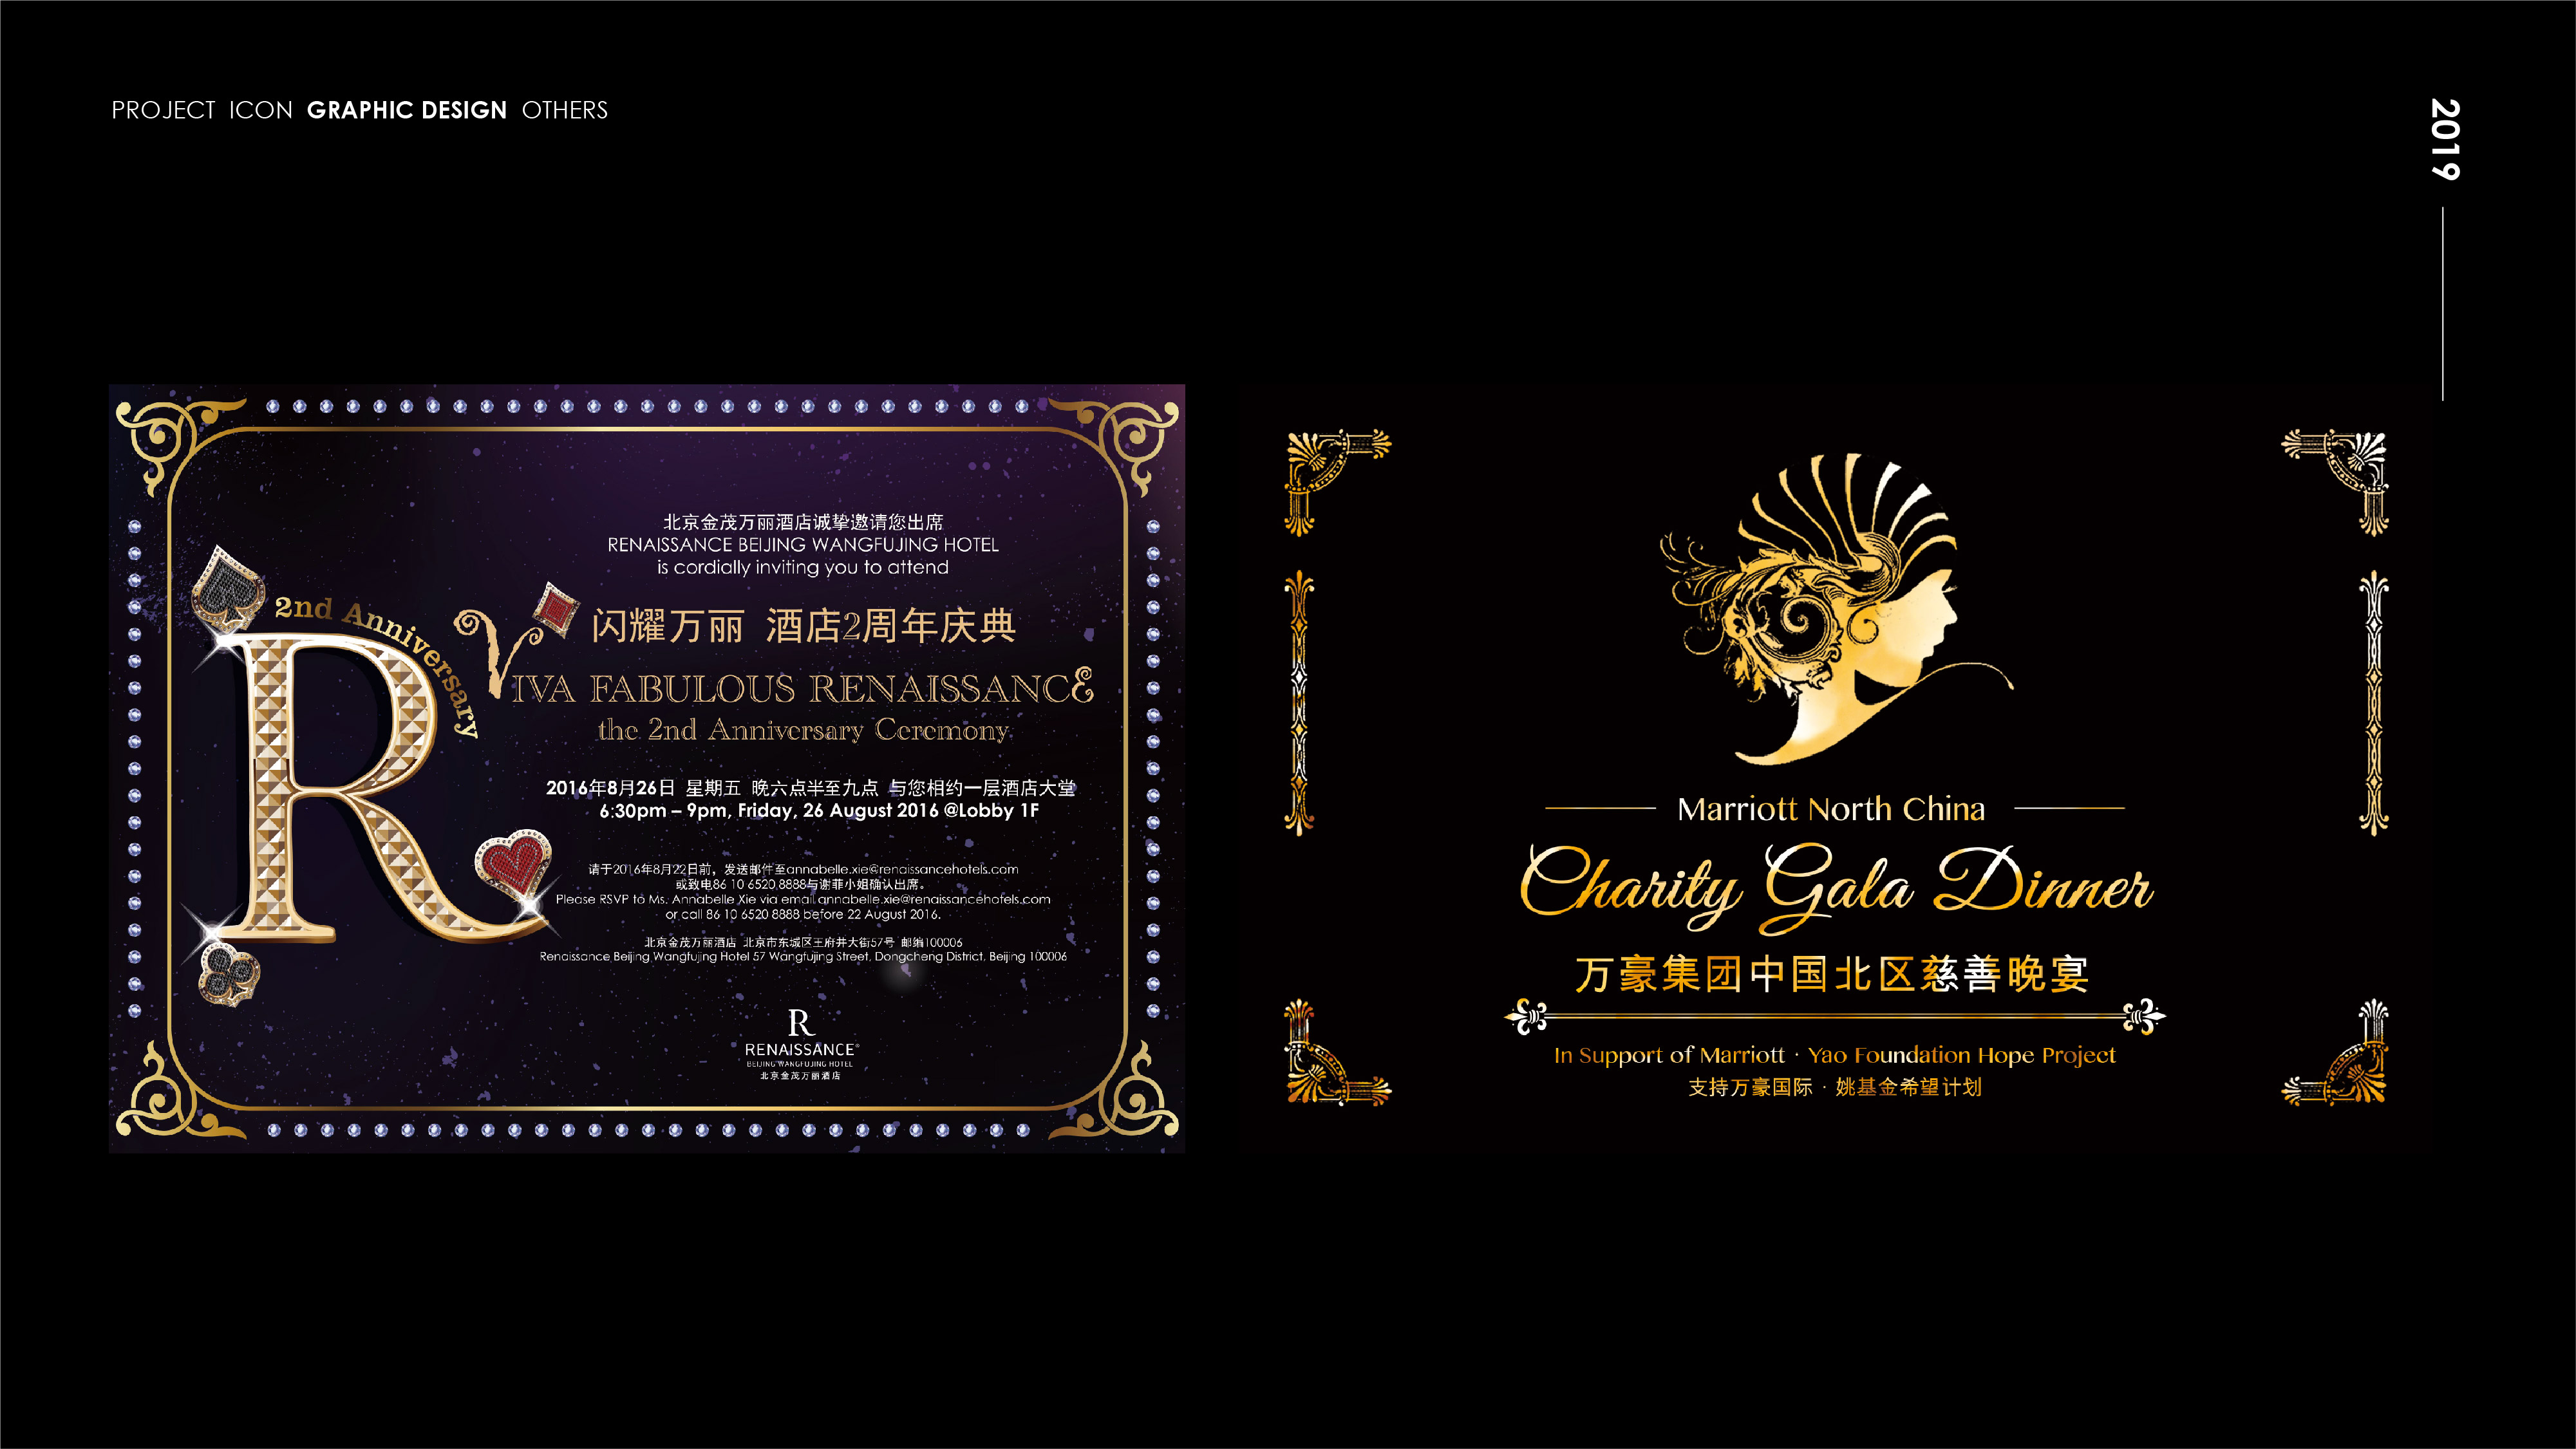 PROJECT ICON GRAPHIC DESIGN OTHERS
2019
北京金茂万丽酒店诚挚邀请您出席
RENAISSANCE BEIJING WANGFUJING HOTEL
is cordially inviting you to attend
2nd Anniversary
闪耀万丽 酒店2周年庆典
VIVA FABULOUS RENAISSANCE
the 2nd Anniversary Ceremony
2016年8月26日 星期五 晚六点半至九点 与您相约一层酒店大堂
6:30pm – 9pm, Friday, 26 August 2016 @Lobby 1F
R
请于2016年8月22日前，发送邮件至annabelle.xie@renaissancehotels.com
或致电86 10 6520 8888与谢菲小姐确认出席。
Please RSVP to Ms. Annabelle Xie via email annabelle.xie@renaissancehotels.com
or call 86 10 6520 8888 before 22 August 2016.
北京金茂万丽酒店 北京市东城区王府井大街57号 邮编100006
Renaissance Beijing Wangfujing Hotel 57 Wangfujing Street, Dongcheng District, Beijing 100006
R
RENAISSANCE®
BEIJING WANGFUJING HOTEL
北京金茂万丽酒店
Marriott North China
Charity Gala Dinner
万豪集团中国北区慈善晚宴
In Support of Marriott · Yao Foundation Hope Project
支持万豪国际 · 姚基金希望计划